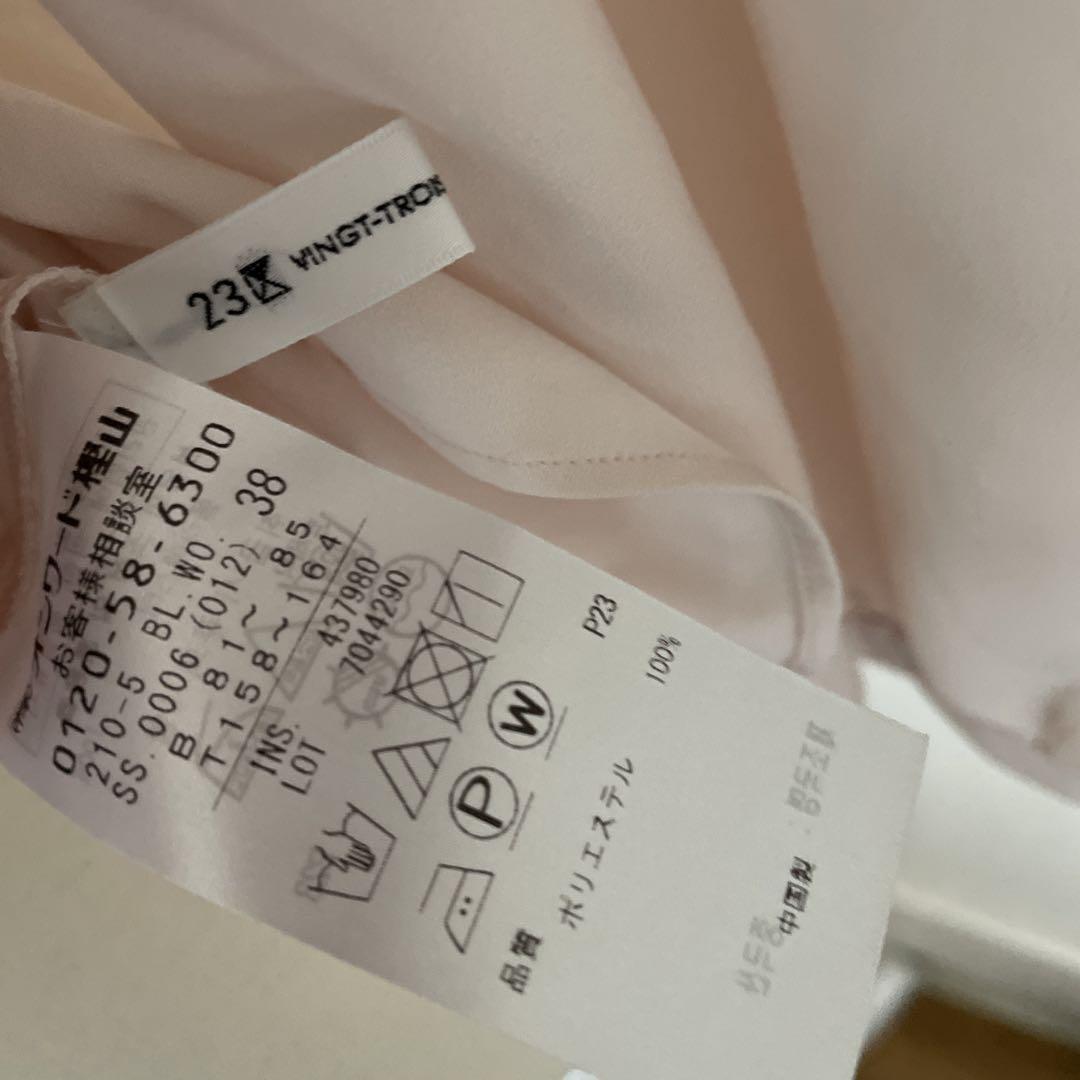 23区 VINGT-TROIS
オンワード樫山
お客様相談室
0120-58-6300
210-5 BL.WO. 38
SS.0006 (012)
B 81～ 85
T158～164
INS. 437980
LOT 70441290
P
W
P23
品質
ポリエステル 100%
中国製